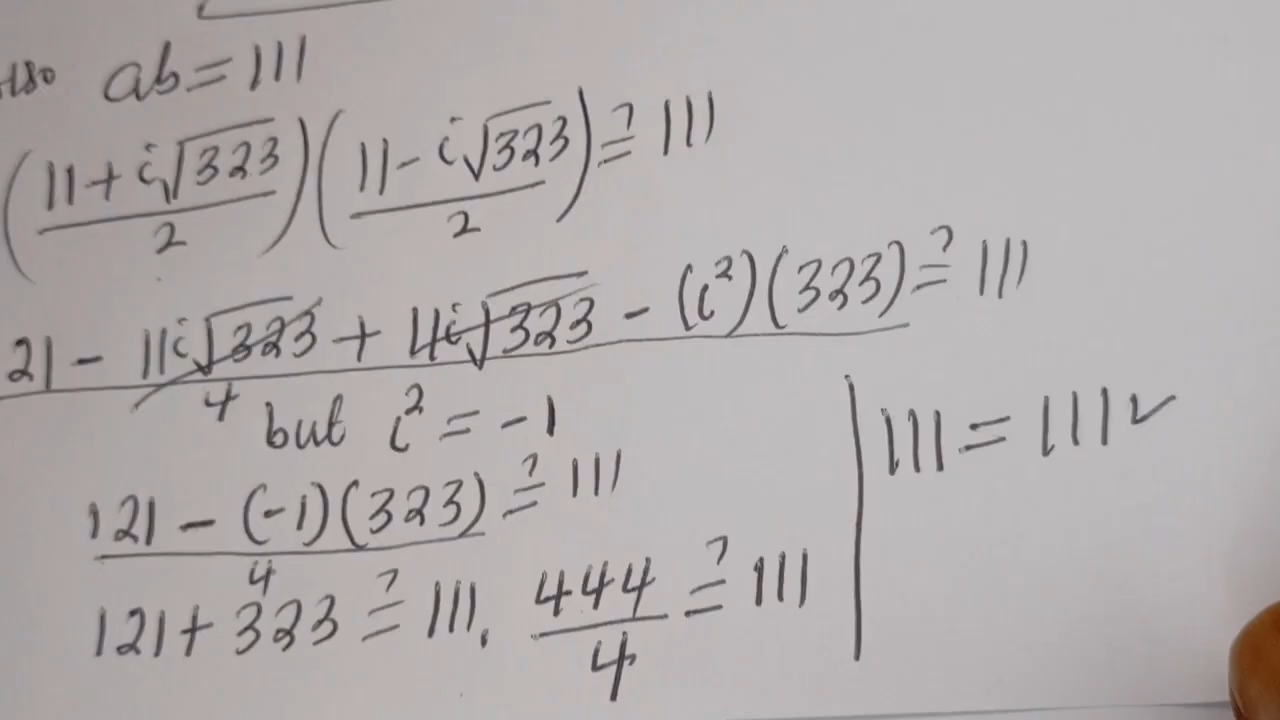 ab = 111
(11 + i√323 / 2)(11 - i√323 / 2) ≟ 111
21 - 11i√323 + 11i√323 - (i²)(323) / 4 ≟ 111
but i² = -1
121 - (-1)(323) / 4 ≟ 111
121 + 323 ≟ 111. 444 / 4 ≟ 111
111 = 111 ✓